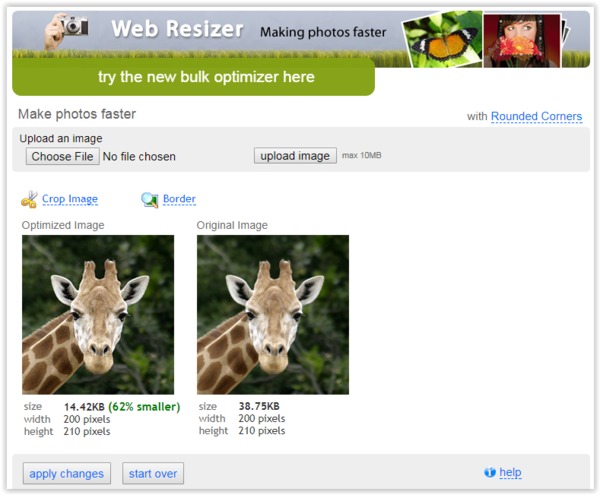 Web Resizer Making photos faster
try the new bulk optimizer here
Make photos faster
with Rounded Corners
Upload an image
Choose File No file chosen upload image max 10MB
Crop Image Border
Optimized Image Original Image
size 14.42KB (62% smaller) size 38.75KB
width 200 pixels width 200 pixels
height 210 pixels height 210 pixels
apply changes start over help